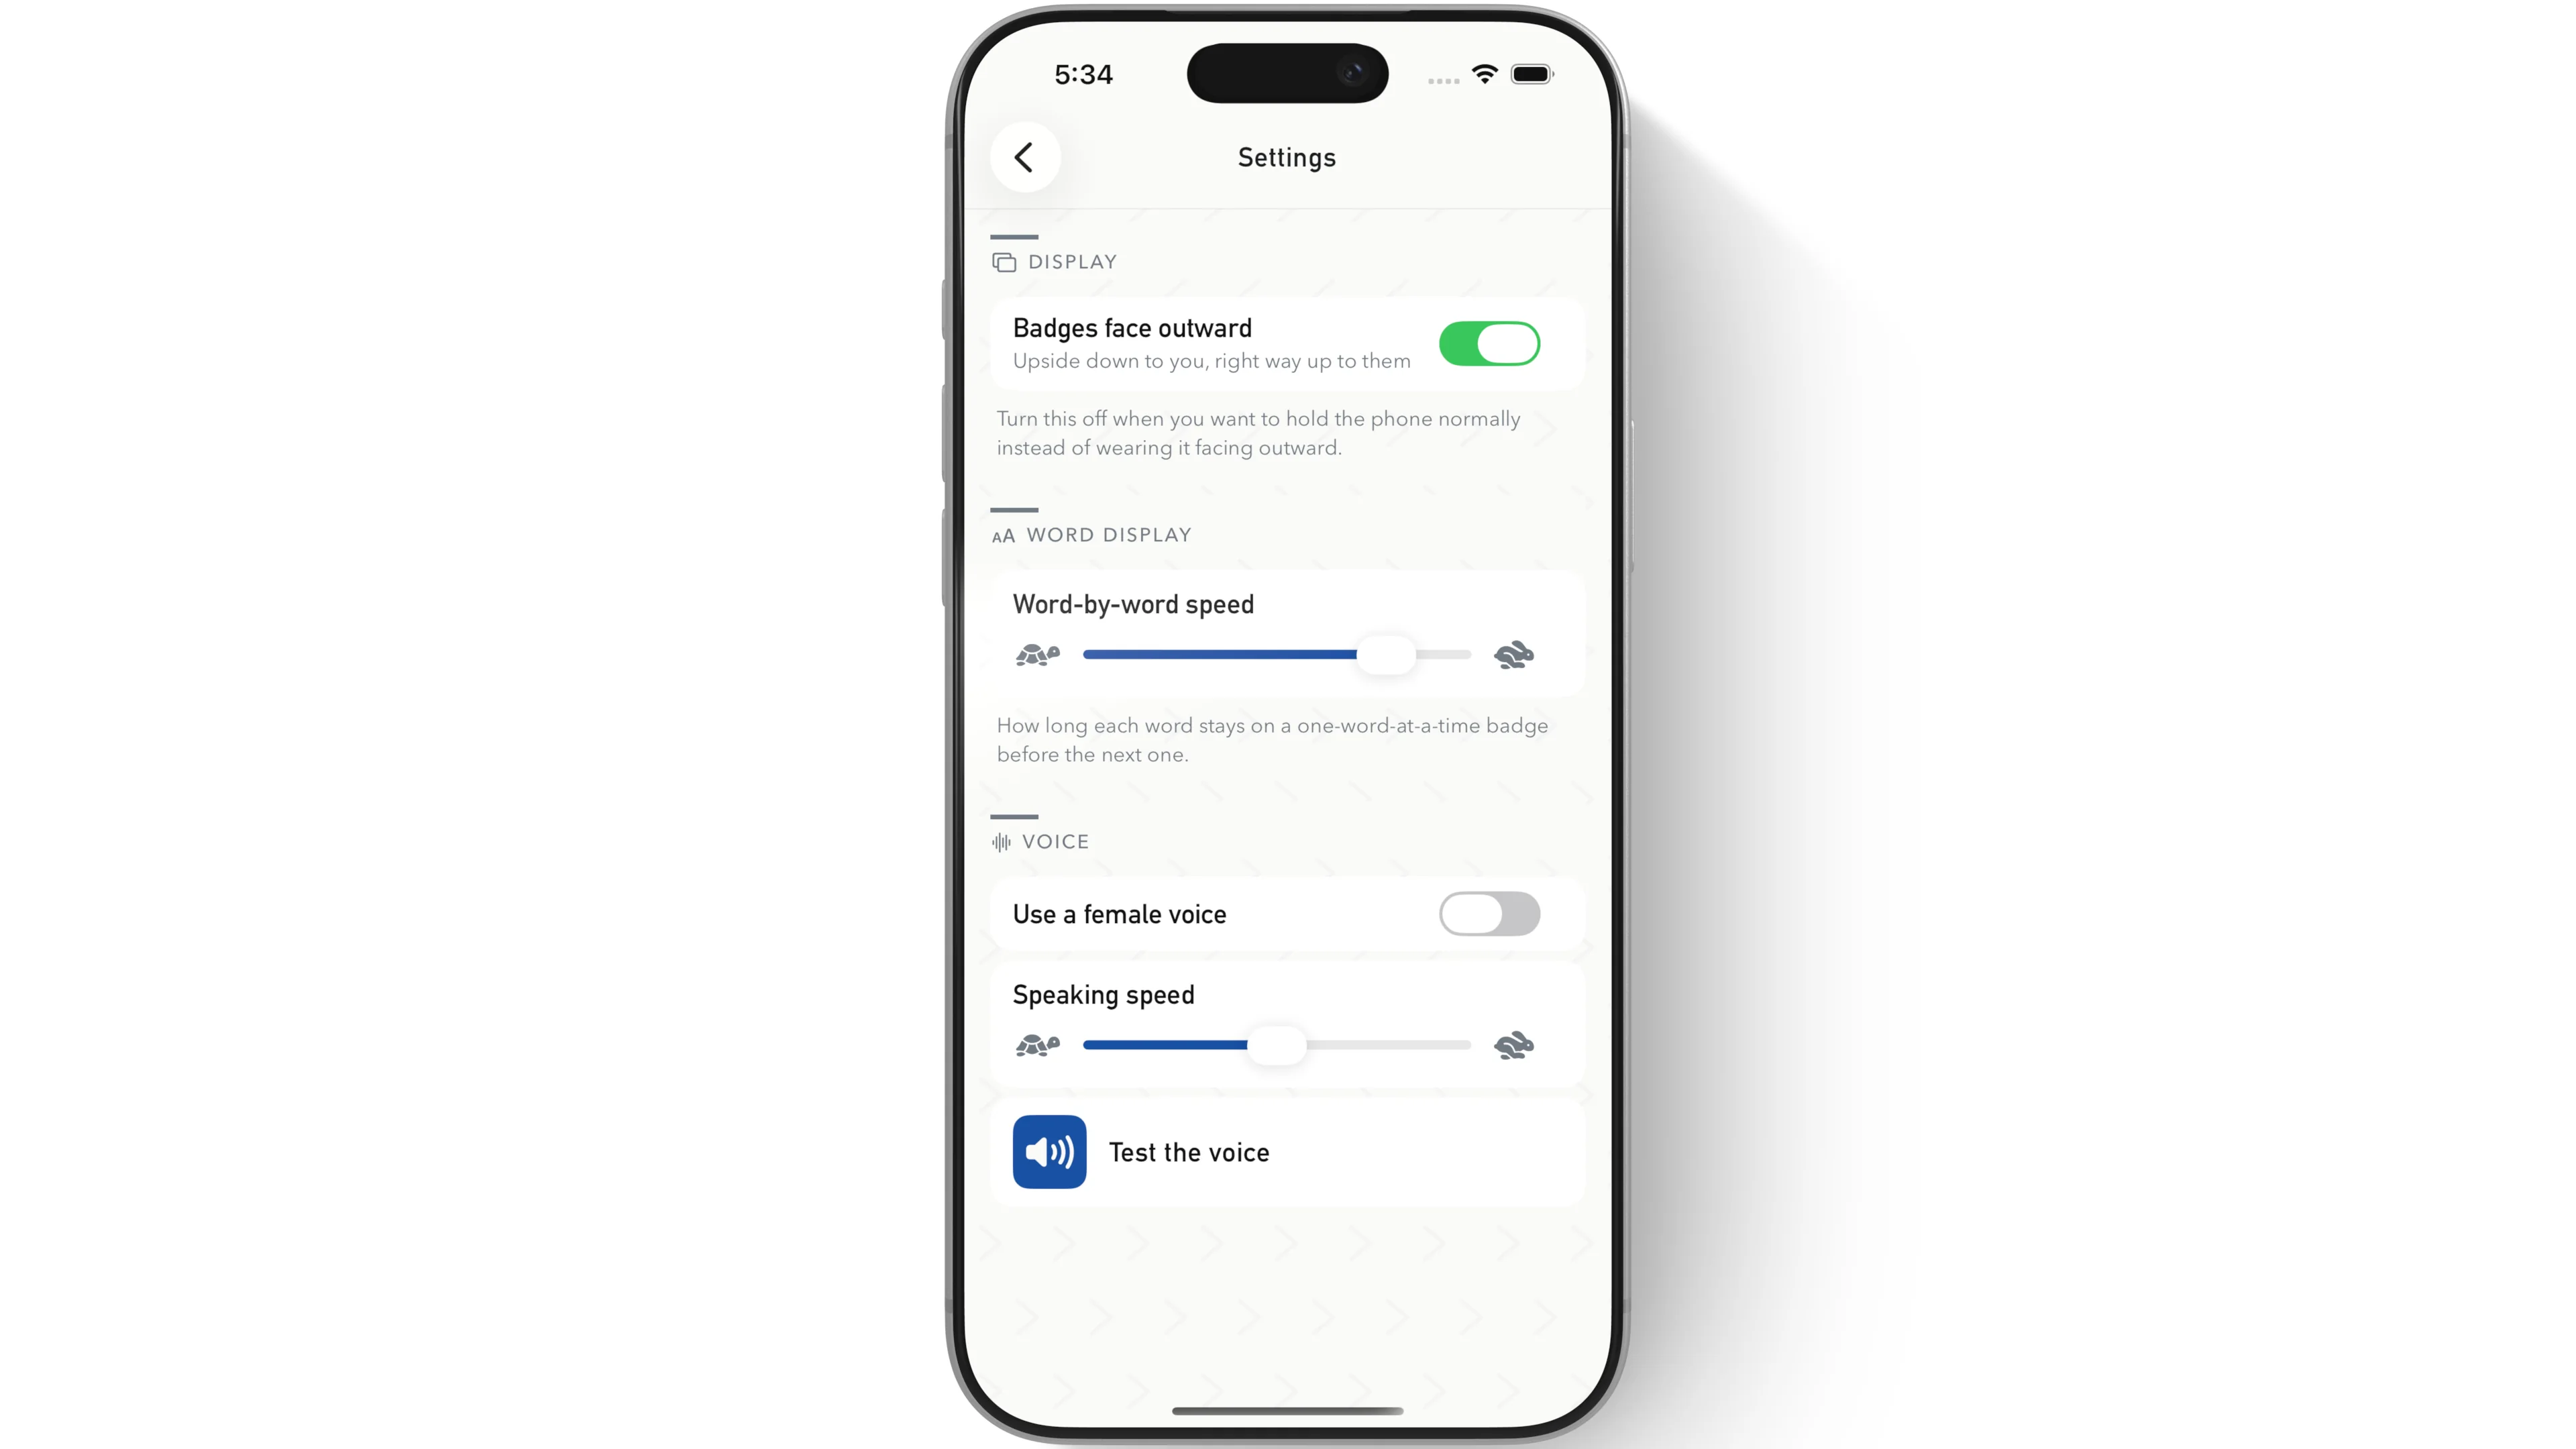 5:34
Settings
DISPLAY
Badges face outward
Upside down to you, right way up to them
Turn this off when you want to hold the phone normally
instead of wearing it facing outward.
AA WORD DISPLAY
Word-by-word speed
How long each word stays on a one-word-at-a-time badge
before the next one.
VOICE
Use a female voice
Speaking speed
Test the voice